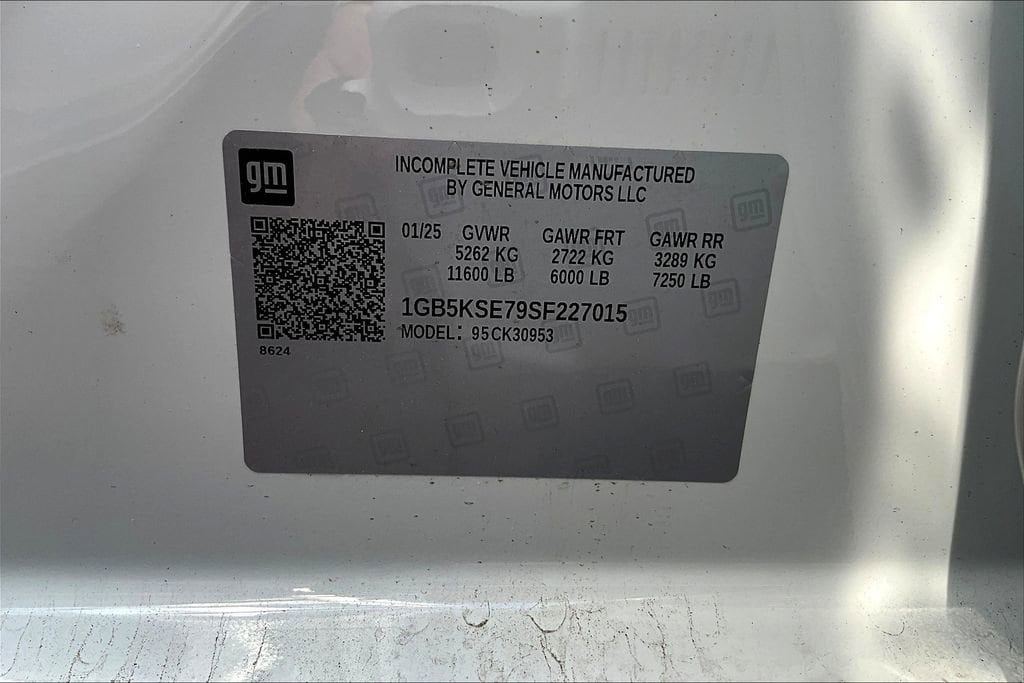 gm
INCOMPLETE VEHICLE MANUFACTURED
BY GENERAL MOTORS LLC
01/25 GVWR GAWR FRT GAWR RR
5262 KG 2722 KG 3289 KG
11600 LB 6000 LB 7250 LB
1GB5KSE79SF227015
MODEL: 95CK30953
8624